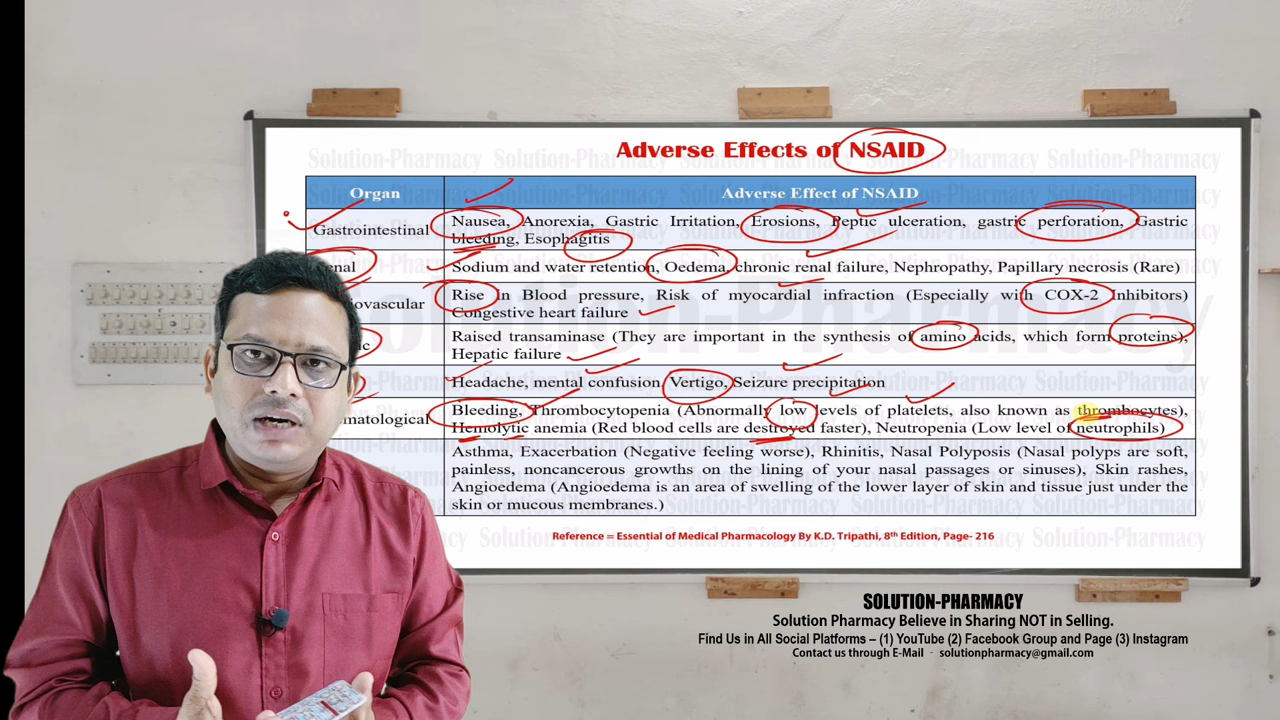 Adverse Effects of NSAID
Organ Adverse Effect of NSAID
Gastrointestinal Nausea, Anorexia, Gastric Irritation, Erosions, Peptic ulceration, gastric perforation, Gastric
bleeding, Esophagitis
Sodium and water retention, Oedema, chronic renal failure, Nephropathy, Papillary necrosis (Rare)
Rise in Blood pressure, Risk of myocardial infraction (Especially with COX-2 Inhibitors)
Congestive heart failure
Raised transaminase (They are important in the synthesis of amino acids, which form proteins),
Hepatic failure
Headache, mental confusion, Vertigo, Seizure precipitation
Bleeding, Thrombocytopenia (Abnormally low levels of platelets, also known as thrombocytes),
Hemolytic anemia (Red blood cells are destroyed faster), Neutropenia (Low level of neutrophils)
Asthma, Exacerbation (Negative feeling worse), Rhinitis, Nasal Polyposis (Nasal polyps are soft,
painless, noncancerous growths on the lining of your nasal passages or sinuses), Skin rashes,
Angioedema (Angioedema is an area of swelling of the lower layer of skin and tissue just under the
skin or mucous membranes.)
Reference = Essential of Medical Pharmacology By K.D. Tripathi, 8th Edition, Page- 216
SOLUTION-PHARMACY
Solution Pharmacy Believe in Sharing NOT in Selling.
Find Us in All Social Platforms – (1) YouTube (2) Facebook Group and Page (3) Instagram
Contact us through E-Mail - solutionpharmacy@gmail.com